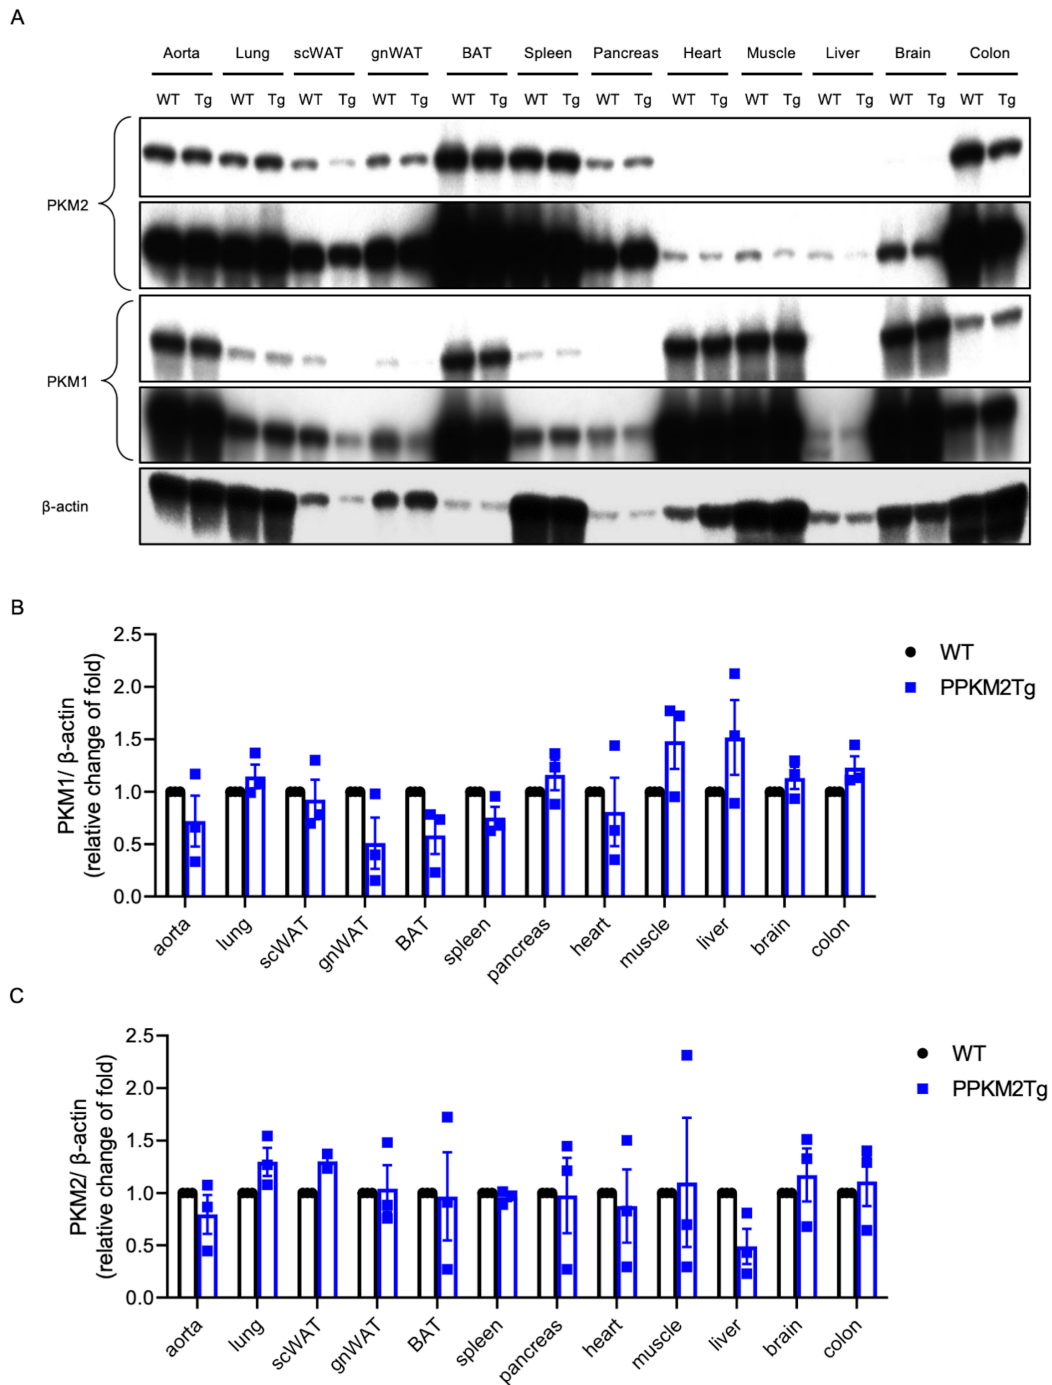 A
Aorta Lung scWAT gnWAT BAT Spleen Pancreas Heart Muscle Liver Brain Colon
WT Tg WT Tg WT Tg WT Tg WT Tg WT Tg WT Tg WT Tg WT Tg WT Tg WT Tg WT Tg
PKM2
PKM1
β-actin
B
PKM1/ β-actin
(relative change of fold)
2.5
2.0
1.5
1.0
0.5
0.0
aorta lung scWAT gnWAT BAT spleen pancreas heart muscle liver brain colon
WT
PPKM2Tg
C
PKM2/ β-actin
(relative change of fold)
2.5
2.0
1.5
1.0
0.5
0.0
aorta lung scWAT gnWAT BAT spleen pancreas heart muscle liver brain colon
WT
PPKM2Tg